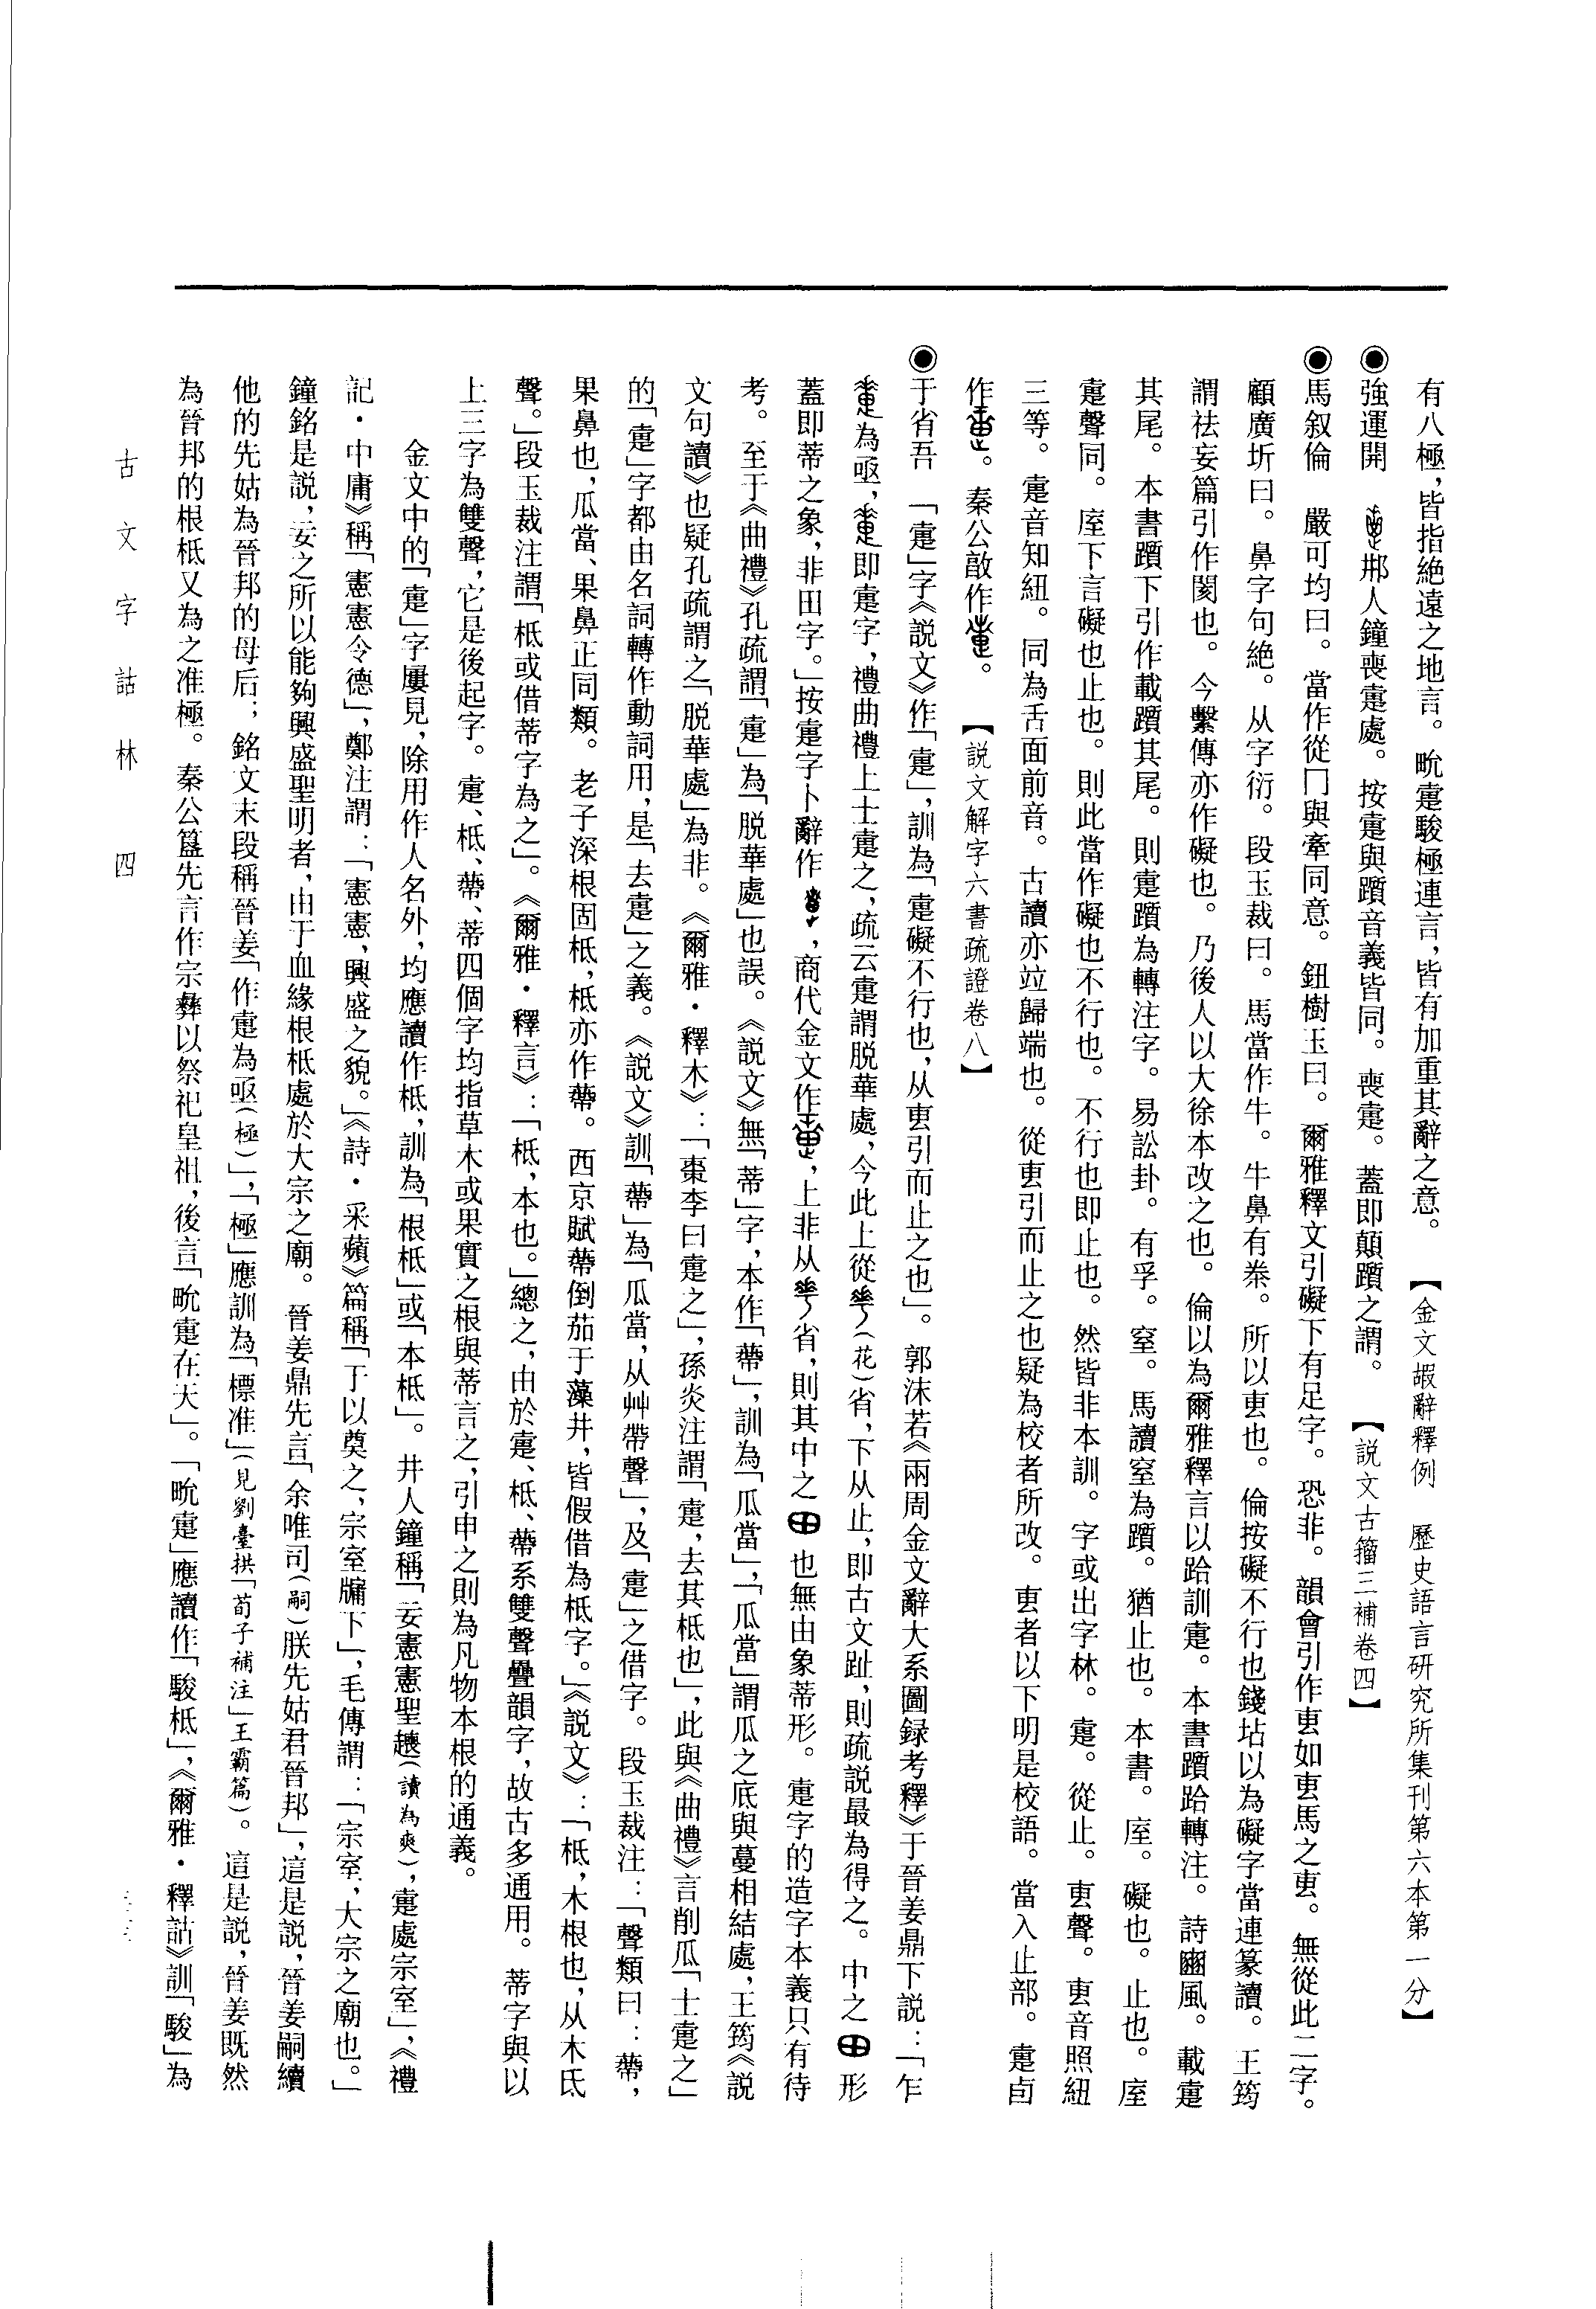 有八極，皆指絶遠之地言。畯疐駿極連言，皆有加重其辭之意。 【金文嘏辭釋例 歷史語言研究所集刊第六本第一分】
◉強運開 邢人鐘喪疐處。按疐與躓音義皆同。喪疐。蓋即顛躓之謂。 【説文古籀三補卷四】
◉馬叙倫 嚴可均曰。當作從冂與牽同意。鈕樹玉曰。爾雅釋文引礙下有足字。恐非。韻會引作叀如叀馬之叀。無從此二字。
顧廣圻曰。鼻字句絶。从字衍。段玉裁曰。馬當作牛。牛鼻有桊。所以叀也。倫按礙不行也錢坫以為礙字當連篆讀。王筠
謂祛妄篇引作閡也。今繫傳亦作礙也。乃後人以大徐本改之也。倫以為爾雅釋言以跲訓疐。本書躓跲轉注。詩豳風。載疐
其尾。本書躓下引作載躓其尾。則疐躓為轉注字。易訟卦。有孚。窒。馬讀窒為躓。猶止也。本書。庢。礙也。止也。庢
疐聲同。庢下言礙也止也。則此當作礙也不行也。不行也即止也。然皆非本訓。字或出字林。疐。從止。叀聲。叀音照紐
三等。疐音知紐。同為舌面前音。古讀亦竝歸端也。從叀引而止之也疑為校者所改。叀者以下明是校語。當入止部。疐卣
作。秦公敵作。 【説文解字六書疏證卷八】
◉于省吾 「疐」字《説文》作「疐」，訓為「疐礙不行也，从叀引而止之也」。郭沫若《兩周金文辭大系圖録考釋》于晉姜鼎下説：「乍
為亟，即疐字，禮曲禮上士疐之，疏云疐謂脱華處，今此上從（花）省，下从止，即古文趾，則疏説最為得之。中之形
蓋即蒂之象，非田字。」按疐字卜辭作，商代金文作，上非从省，則其中之也無由象蒂形。疐字的造字本義只有待
考。至于《曲禮》孔疏謂「疐」為「脱華處」也誤。《説文》無「蒂」字，本作「蔕」，訓為「瓜當」，「瓜當」謂瓜之底與蔓相結處，王筠《説
文句讀》也疑孔疏謂之「脱華處」為非。《爾雅·釋木》：「棗李曰疐之」，孫炎注謂「疐，去其柢也」，此與《曲禮》言削瓜「士疐之」
的「疐」字都由名詞轉作動詞用，是「去疐」之義。《説文》訓「蔕」為「瓜當，从艸帶聲」，及「疐」之借字。段玉裁注：「聲類曰：蔕，
果鼻也，瓜當、果鼻正同類。老子深根固柢，柢亦作蔕。西京賦蔕倒茄于藻井，皆假借為柢字。」《説文》：「柢，木根也，从木氐
聲。」段玉裁注謂「柢或借蒂字為之」。《爾雅·釋言》：「柢，本也。」總之，由於疐、柢、蔕系雙聲疊韻字，故古多通用。蒂字與以
上三字為雙聲，它是後起字。疐、柢、蔕、蒂四個字均指草木或果實之根與蒂言之，引申之則為凡物本根的通義。
金文中的「疐」字屢見，除用作人名外，均應讀作柢，訓為「根柢」或「本柢」。井人鐘稱「妄憲憲聖趩（讀為爽），疐處宗室」，《禮
記·中庸》稱「憲憲令德」，鄭注謂：「憲憲，興盛之貌。」《詩·采蘋》篇稱「于以奠之，宗室牖下」，毛傳謂：「宗室，大宗之廟也。」
鐘銘是説，妄之所以能夠興盛聖明者，由于血緣根柢處於大宗之廟。晉姜鼎先言「余唯司（嗣）朕先姑君晉邦」，這是説，晉姜嗣續
他的先姑為晉邦的母后；銘文末段稱晉姜「作疐為亟（極）」，「極」應訓為「標准」（見劉臺拱「荀子補注」王霸篇）。這是説，晉姜既然
為晉邦的根柢又為之准極。秦公簋先言作宗彝以祭祀皇祖，後言「畯疐在天」。「畯疐」應讀作「駿柢」，《爾雅·釋詁》訓「駿」為
古文字詁林 四